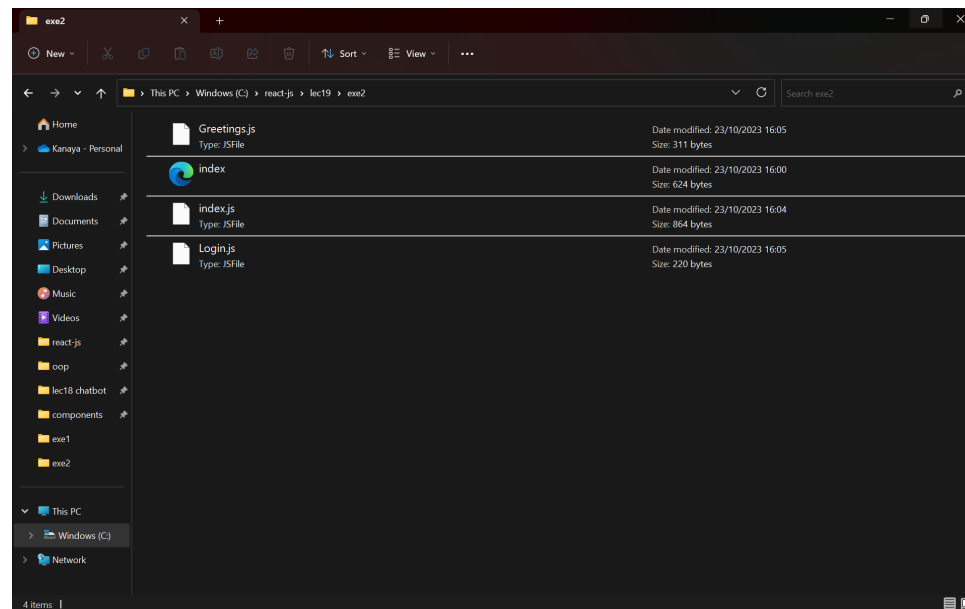 exe2
New
Sort
View
This PC > Windows (C:) > react-js > lec19 > exe2
Search exe2
Home
Kanaya - Personal
Downloads
Documents
Pictures
Desktop
Music
Videos
react-js
oop
lec18 chatbot
components
exe1
exe2
This PC
Windows (C:)
Network
Greetings.js
Type: JSFile
Date modified: 23/10/2023 16:05
Size: 311 bytes
index
Date modified: 23/10/2023 16:00
Size: 624 bytes
index.js
Type: JSFile
Date modified: 23/10/2023 16:04
Size: 864 bytes
Login.js
Type: JSFile
Date modified: 23/10/2023 16:05
Size: 220 bytes
4 items